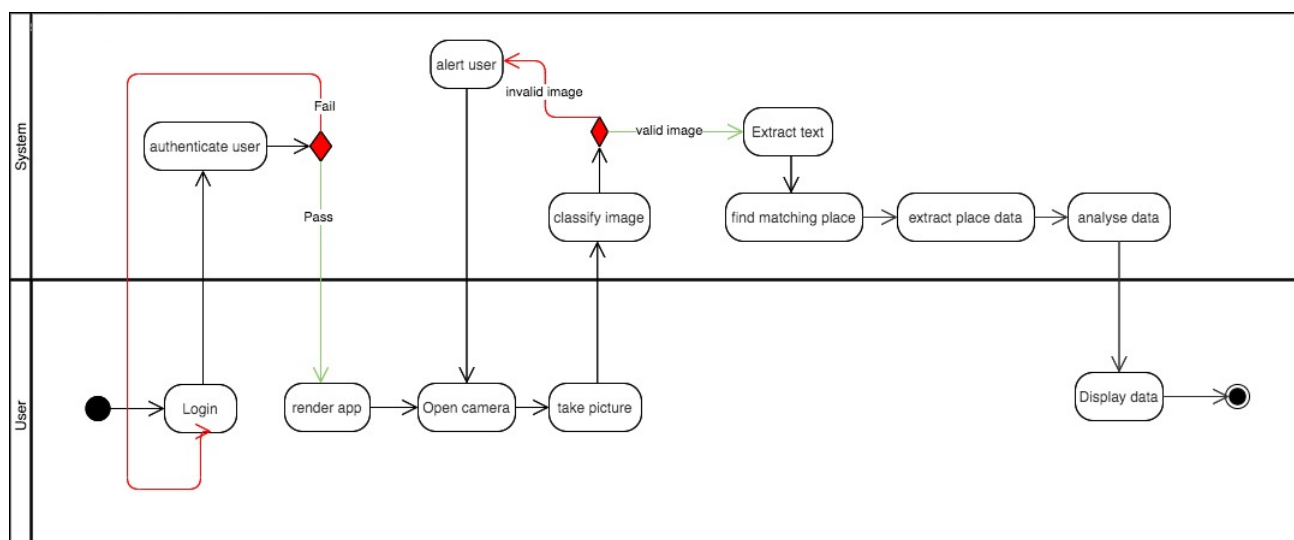 System
alert user
invalid image
Fail
authenticate user
valid image
Extract text
Pass
classify image
find matching place
extract place data
analyse data
User
Login
render app
Open camera
take picture
Display data